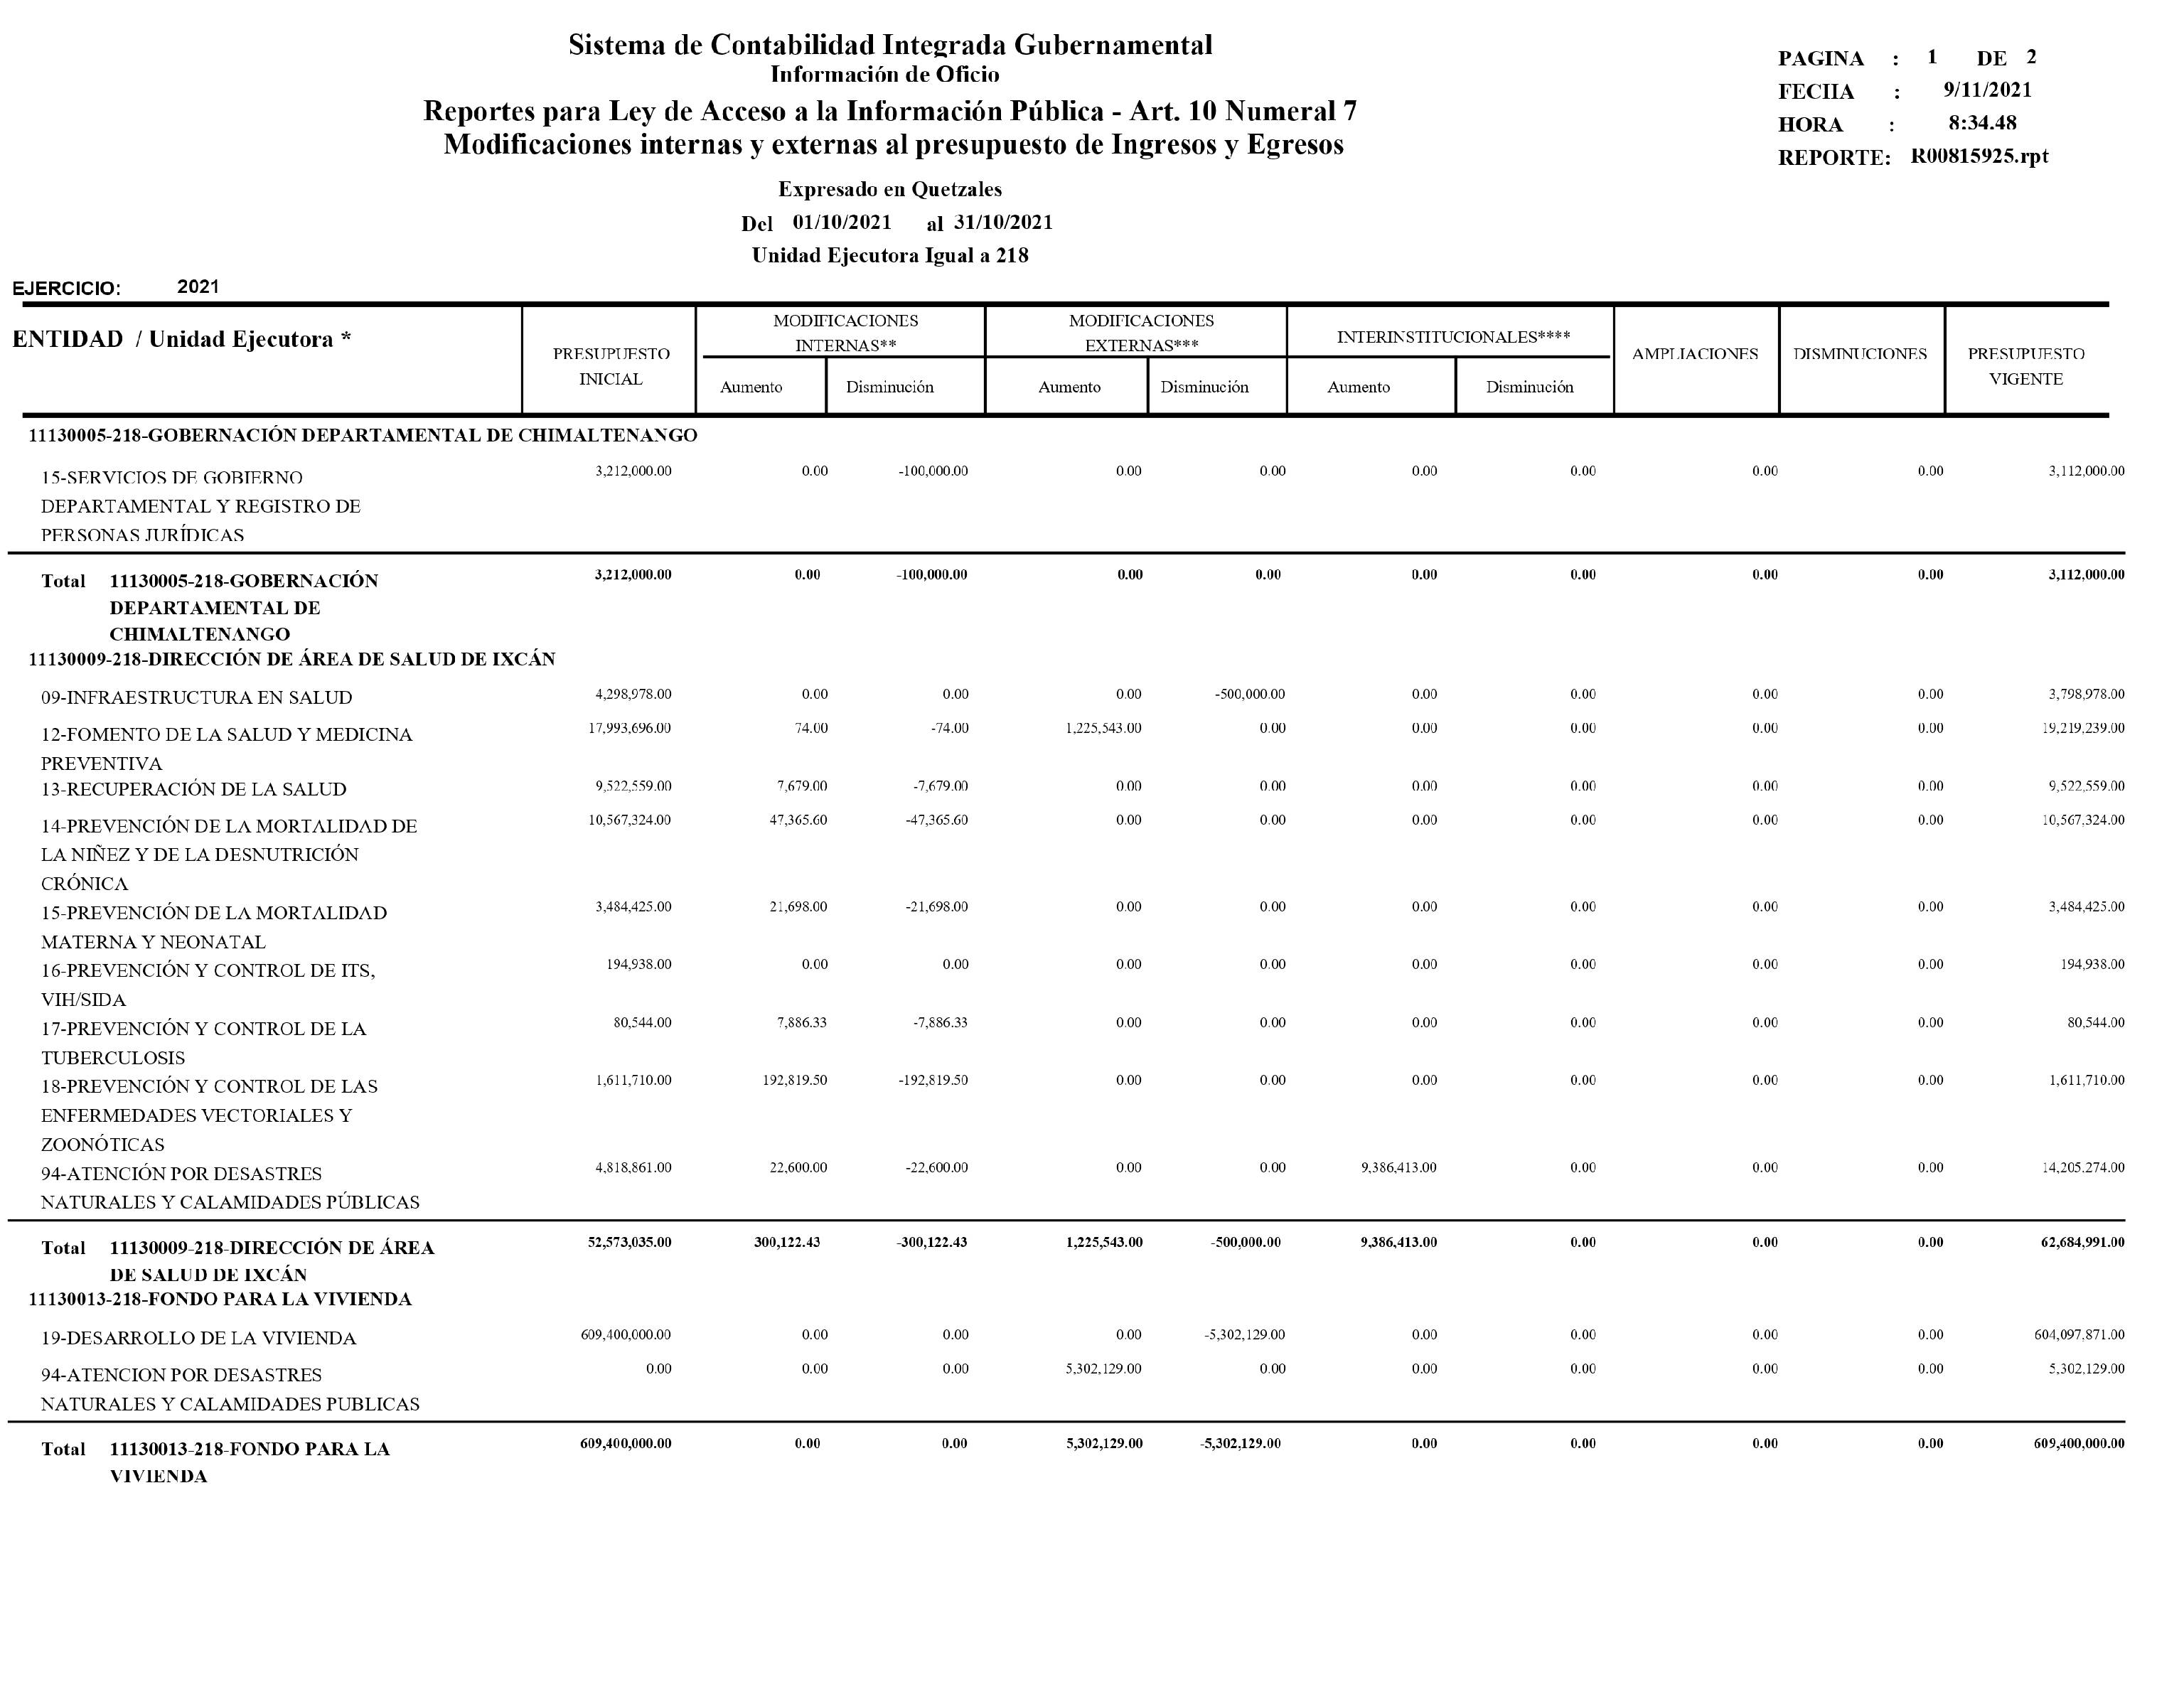 Sistema de Contabilidad Integrada Gubernamental
Información de Oficio
Reportes para Ley de Acceso a la Información Pública - Art. 10 Numeral 7
Modificaciones internas y externas al presupuesto de Ingresos y Egresos
Expresado en Quetzales
Del 01/10/2021 al 31/10/2021
Unidad Ejecutora Igual a 218
PAGINA : 1 DE 2
FECHA : 9/11/2021
HORA : 8:34.48
REPORTE: R00815925.rpt
EJERCICIO: 2021
ENTIDAD / Unidad Ejecutora *
PRESUPUESTO
INICIAL
MODIFICACIONES
INTERNAS**
Aumento Disminución
MODIFICACIONES
EXTERNAS***
Aumento Disminución
INTERINSTITUCIONALES****
Aumento Disminución
AMPLIACIONES
DISMINUCIONES
PRESUPUESTO
VIGENTE
11130005-218-GOBERNACIÓN DEPARTAMENTAL DE CHIMALTENANGO
15-SERVICIOS DE GOBIERNO 3,212,000.00 0.00 -100,000.00 0.00 0.00 0.00 0.00 0.00 0.00 3,112,000.00
DEPARTAMENTAL Y REGISTRO DE
PERSONAS JURÍDICAS
Total 11130005-218-GOBERNACIÓN 3,212,000.00 0.00 -100,000.00 0.00 0.00 0.00 0.00 0.00 0.00 3,112,000.00
DEPARTAMENTAL DE
CHIMALTENANGO
11130009-218-DIRECCIÓN DE ÁREA DE SALUD DE IXCÁN
09-INFRAESTRUCTURA EN SALUD 4,298,978.00 0.00 0.00 0.00 -500,000.00 0.00 0.00 0.00 0.00 3,798,978.00
12-FOMENTO DE LA SALUD Y MEDICINA 17,993,696.00 74.00 -74.00 1,225,543.00 0.00 0.00 0.00 0.00 0.00 19,219,239.00
PREVENTIVA
13-RECUPERACIÓN DE LA SALUD 9,522,559.00 7,679.00 -7,679.00 0.00 0.00 0.00 0.00 0.00 0.00 9,522,559.00
14-PREVENCIÓN DE LA MORTALIDAD DE 10,567,324.00 47,365.60 -47,365.60 0.00 0.00 0.00 0.00 0.00 0.00 10,567,324.00
LA NIÑEZ Y DE LA DESNUTRICIÓN
CRÓNICA
15-PREVENCIÓN DE LA MORTALIDAD 3,484,425.00 21,698.00 -21,698.00 0.00 0.00 0.00 0.00 0.00 0.00 3,484,425.00
MATERNA Y NEONATAL
16-PREVENCIÓN Y CONTROL DE ITS, 194,938.00 0.00 0.00 0.00 0.00 0.00 0.00 0.00 0.00 194,938.00
VIH/SIDA
17-PREVENCIÓN Y CONTROL DE LA 80,544.00 7,886.33 -7,886.33 0.00 0.00 0.00 0.00 0.00 0.00 80,544.00
TUBERCULOSIS
18-PREVENCIÓN Y CONTROL DE LAS 1,611,710.00 192,819.50 -192,819.50 0.00 0.00 0.00 0.00 0.00 0.00 1,611,710.00
ENFERMEDADES VECTORIALES Y
ZOONÓTICAS
94-ATENCIÓN POR DESASTRES 4,818,861.00 22,600.00 -22,600.00 0.00 0.00 9,386,413.00 0.00 0.00 0.00 14,205,274.00
NATURALES Y CALAMIDADES PÚBLICAS
Total 11130009-218-DIRECCIÓN DE ÁREA 52,573,035.00 300,122.43 -300,122.43 1,225,543.00 -500,000.00 9,386,413.00 0.00 0.00 0.00 62,684,991.00
DE SALUD DE IXCÁN
11130013-218-FONDO PARA LA VIVIENDA
19-DESARROLLO DE LA VIVIENDA 609,400,000.00 0.00 0.00 0.00 -5,302,129.00 0.00 0.00 0.00 0.00 604,097,871.00
94-ATENCION POR DESASTRES 0.00 0.00 0.00 5,302,129.00 0.00 0.00 0.00 0.00 0.00 5,302,129.00
NATURALES Y CALAMIDADES PUBLICAS
Total 11130013-218-FONDO PARA LA 609,400,000.00 0.00 0.00 5,302,129.00 -5,302,129.00 0.00 0.00 0.00 0.00 609,400,000.00
VIVIENDA